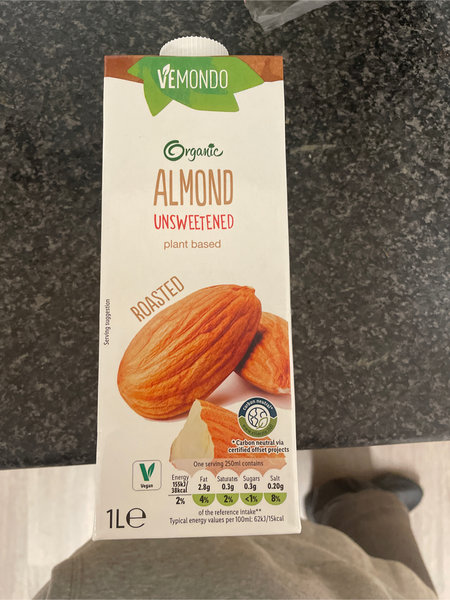 VEMONDO
Organic
ALMOND
UNSWEETENED
plant based
ROASTED
Serving suggestion
Carbon neutral*
* Carbon neutral via
certified offset projects
One serving 250ml contains
Energy Fat Saturates Sugars Salt
155kJ 2.8g 0.3g 0.3g 0.20g
38kcal
2% 4% 2% <1% 8%
of the reference intake**
Typical energy values per 100ml: 62kJ/15kcal
Vegan
1L℮